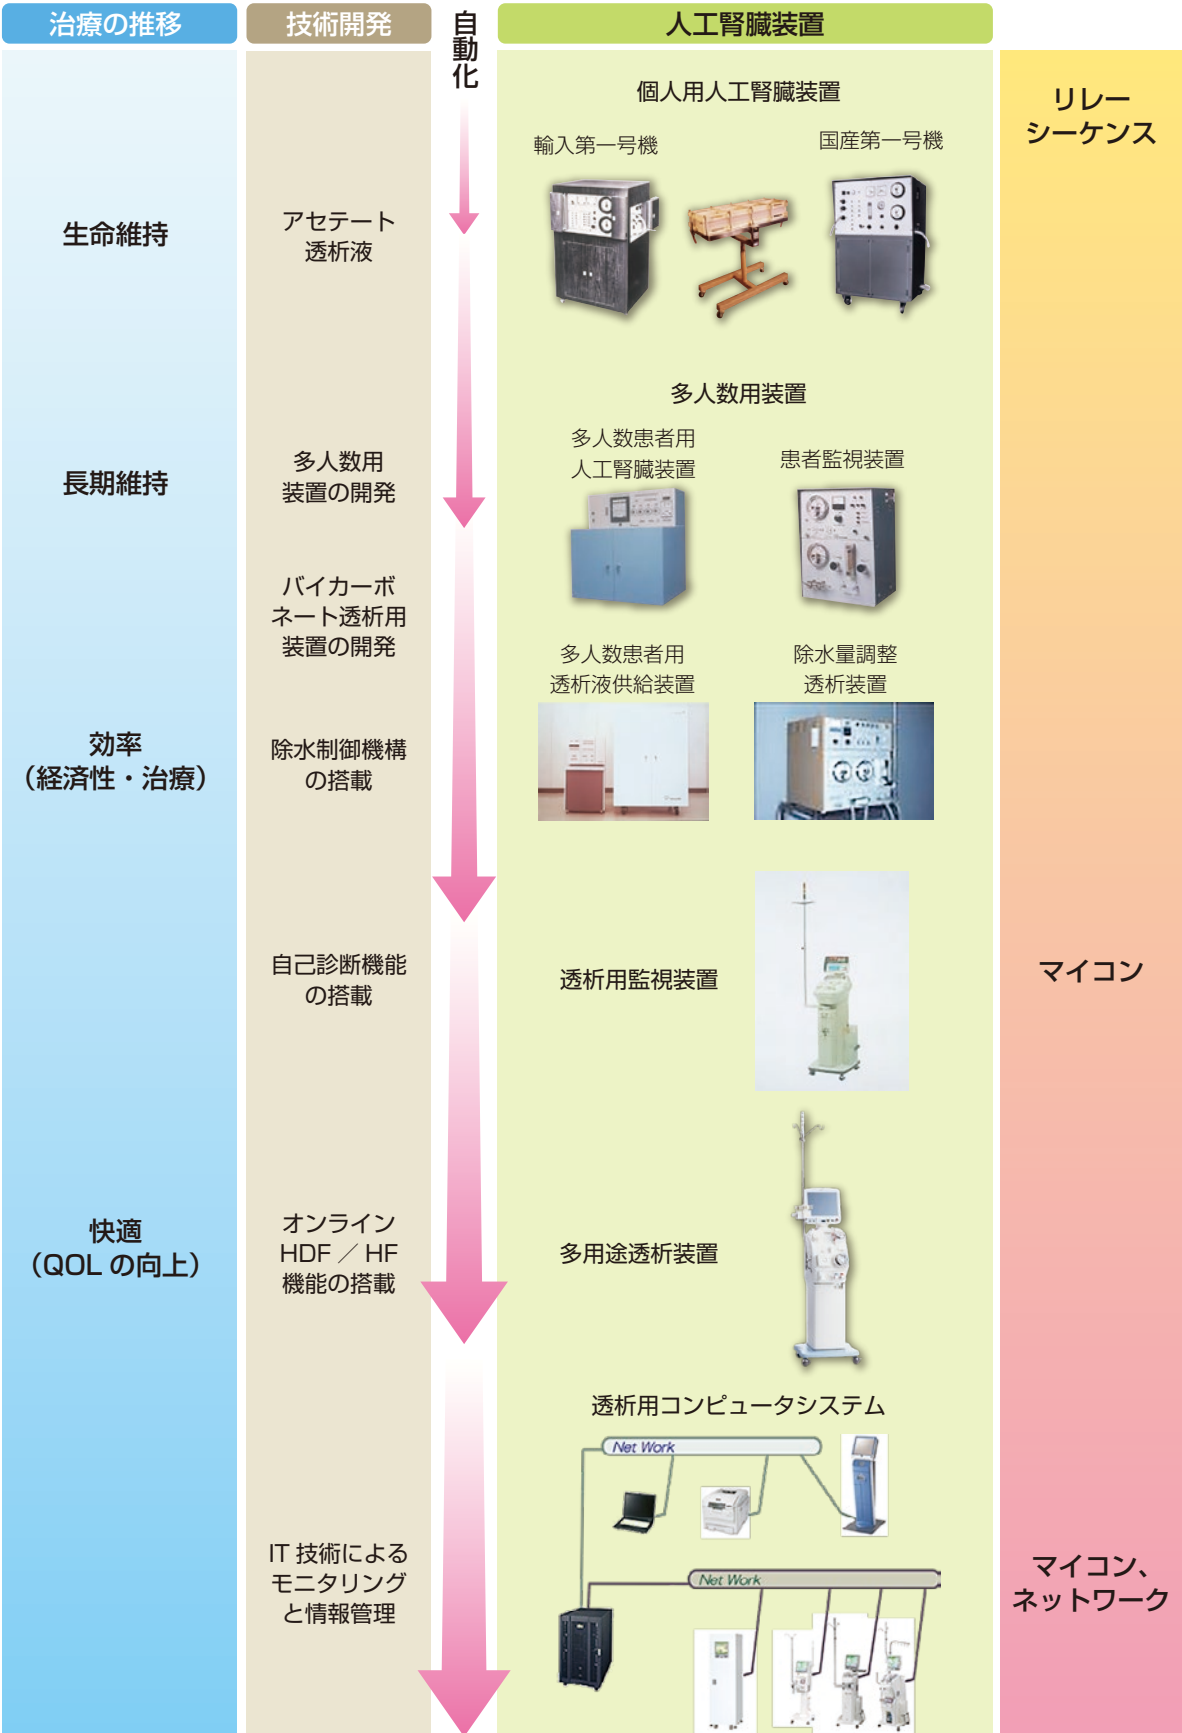 治療の推移
技術開発
自動化
人工腎臓装置
個人用人工腎臓装置
リレー
シーケンス
輸入第一号機
国産第一号機
生命維持
アセテート
透析液
多人数用装置
多人数患者用
人工腎臓装置
患者監視装置
長期維持
多人数用
装置の開発
バイカーボ
ネート透析用
装置の開発
多人数患者用
透析液供給装置
除水量調整
透析装置
効率
（経済性・治療）
除水制御機構
の搭載
自己診断機能
の搭載
透析用監視装置
マイコン
快適
（QOL の向上）
オンライン
HDF ／ HF
機能の搭載
多用途透析装置
透析用コンピュータシステム
Net Work
IT 技術による
モニタリング
と情報管理
Net Work
マイコン、
ネットワーク